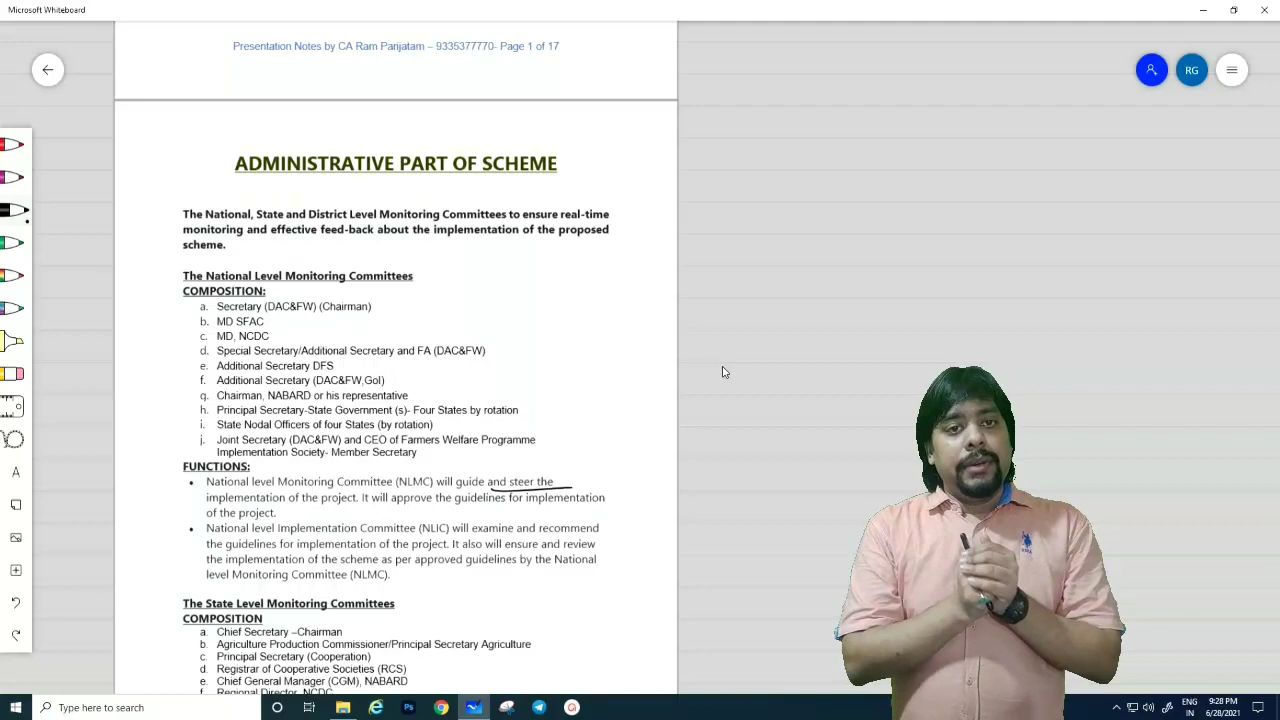 Microsoft Whiteboard
Presentation Notes by CA Ram Parijatam – 9335377770- Page 1 of 17
RG
ADMINISTRATIVE PART OF SCHEME
The National, State and District Level Monitoring Committees to ensure real-time
monitoring and effective feed-back about the implementation of the proposed
scheme.
The National Level Monitoring Committees
COMPOSITION:
a. Secretary (DAC&FW) (Chairman)
b. MD SFAC
c. MD, NCDC
d. Special Secretary/Additional Secretary and FA (DAC&FW)
e. Additional Secretary DFS
f. Additional Secretary (DAC&FW,GoI)
g. Chairman, NABARD or his representative
h. Principal Secretary-State Government (s)- Four States by rotation
i. State Nodal Officers of four States (by rotation)
j. Joint Secretary (DAC&FW) and CEO of Farmers Welfare Programme
Implementation Society- Member Secretary
FUNCTIONS:
• National level Monitoring Committee (NLMC) will guide and steer the
implementation of the project. It will approve the guidelines for implementation
of the project.
• National level Implementation Committee (NLIC) will examine and recommend
the guidelines for implementation of the project. It also will ensure and review
the implementation of the scheme as per approved guidelines by the National
level Monitoring Committee (NLMC).
The State Level Monitoring Committees
COMPOSITION
a. Chief Secretary –Chairman
b. Agriculture Production Commissioner/Principal Secretary Agriculture
c. Principal Secretary (Cooperation)
d. Registrar of Cooperative Societies (RCS)
e. Chief General Manager (CGM), NABARD
f. Regional Director, NCDC
Type here to search
ENG
IN
9:28 PM
6/28/2021